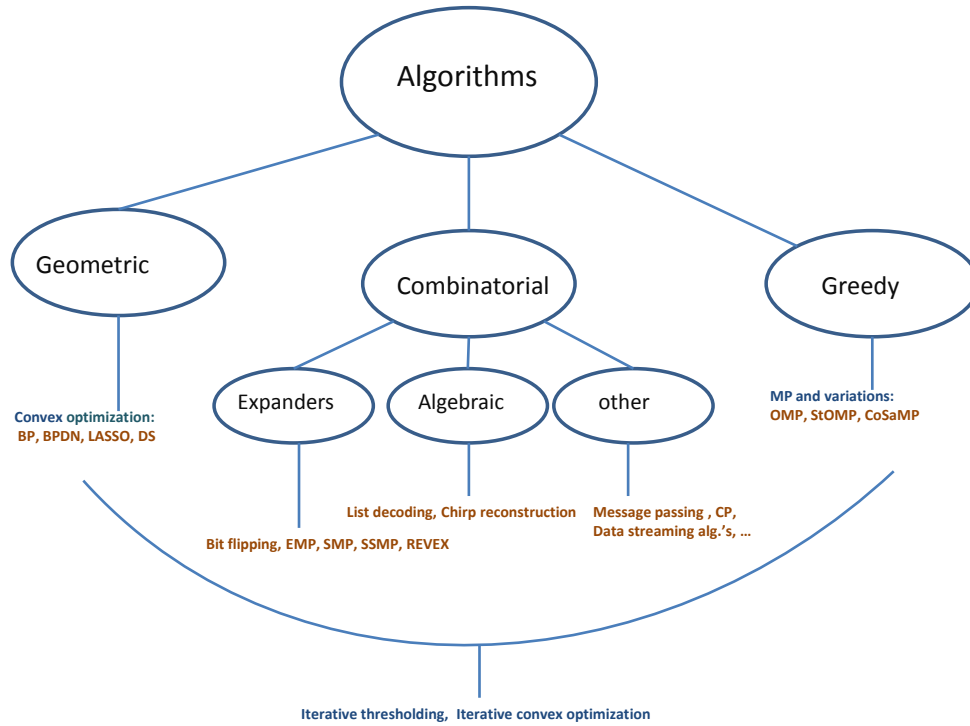 Algorithms
Geometric
Combinatorial
Greedy
Expanders
Algebraic
other
Convex optimization:
BP, BPDN, LASSO, DS
MP and variations:
OMP, StOMP, CoSaMP
List decoding, Chirp reconstruction
Message passing , CP,
Data streaming alg.'s, ...
Bit flipping, EMP, SMP, SSMP, REVEX
Iterative thresholding, Iterative convex optimization